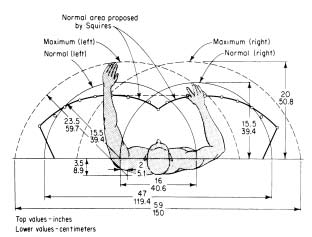 Normal area proposed
by Squires
Maximum (left)
Normal (left)
Maximum (right)
Normal (right)
20
50.8
23.5
59.7
15.5
39.4
15.5
39.4
3.5
8.9
2
5.1
16
40.6
47
119.4
59
150
Top values-inches
Lower values-centimeters